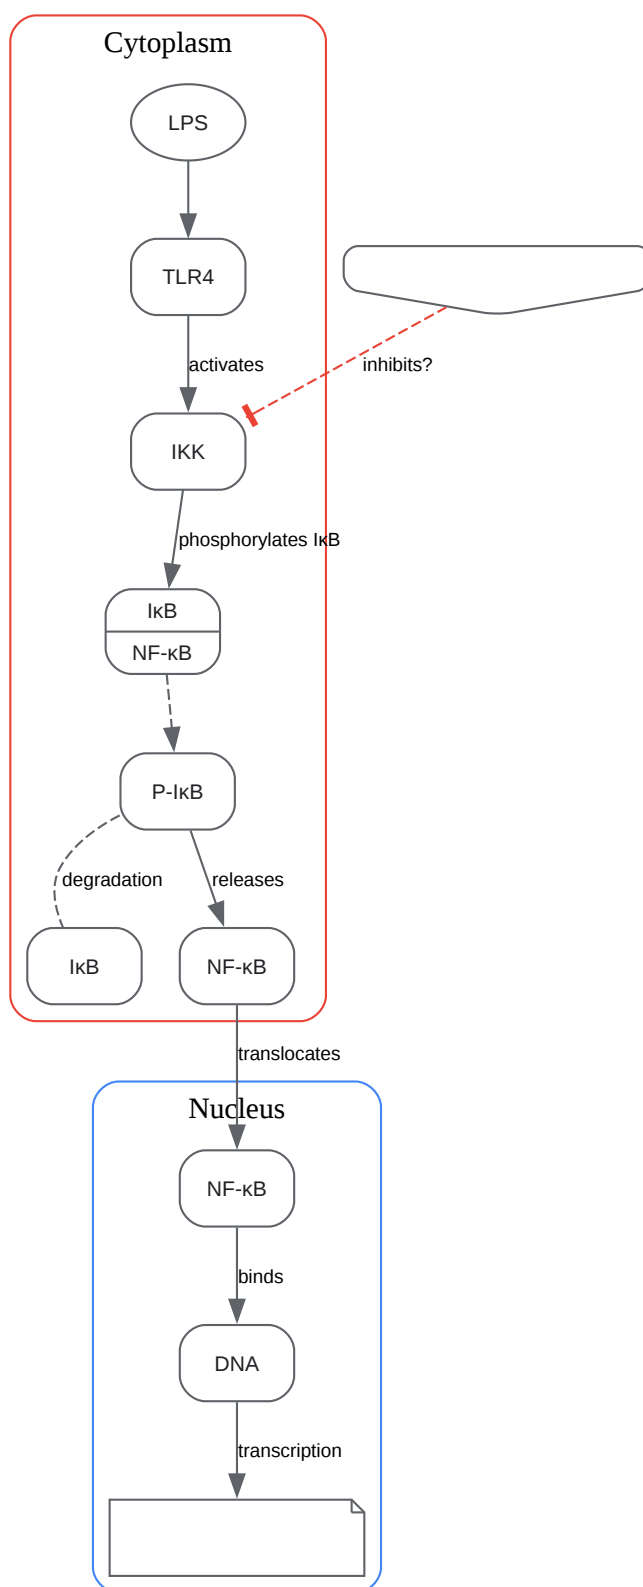 Cytoplasm
LPS
TLR4
activates
inhibits?
IKK
phosphorylates IκB
IκB
NF-κB
P-IκB
degradation
releases
IκB
NF-κB
translocates
Nucleus
NF-κB
binds
DNA
transcription